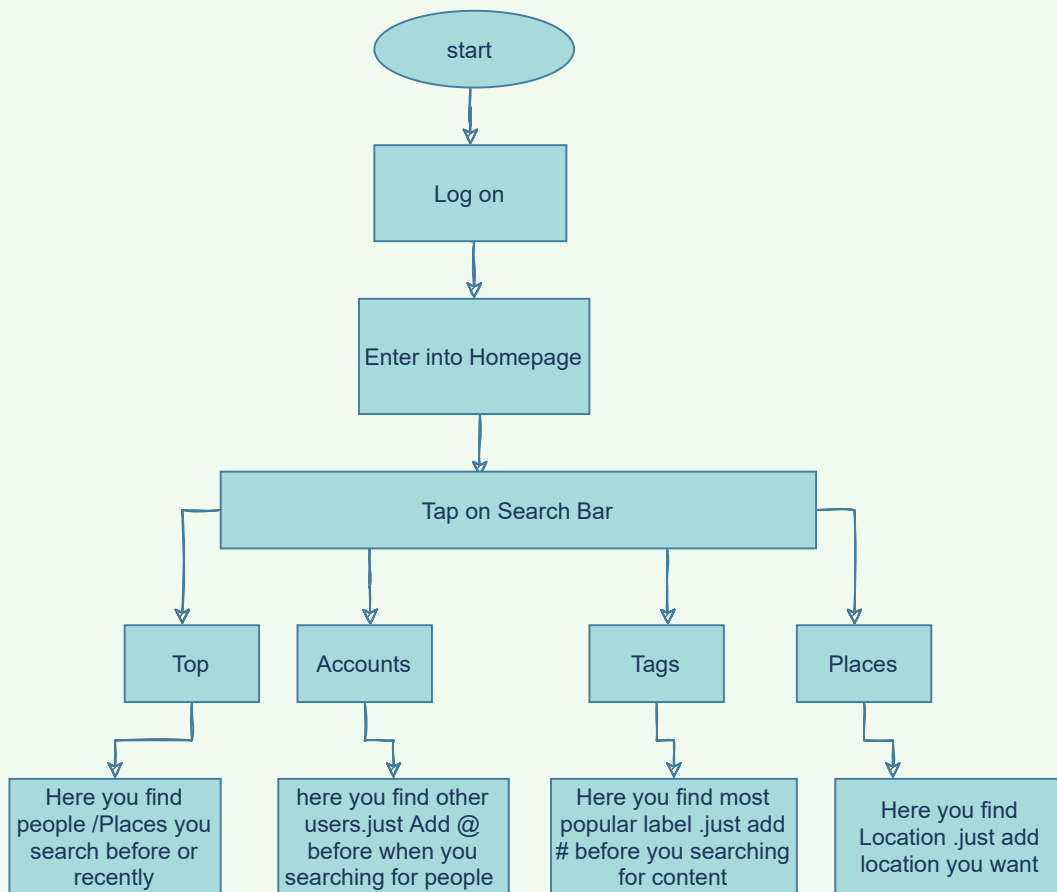 start
Log on
Enter into Homepage
Tap on Search Bar
Top
Accounts
Tags
Places
Here you find
people /Places you
search before or
recently
here you find other
users.just Add @
before when you
searching for people
Here you find most
popular label .just add
# before you searching
for content
Here you find
Location .just add
location you want